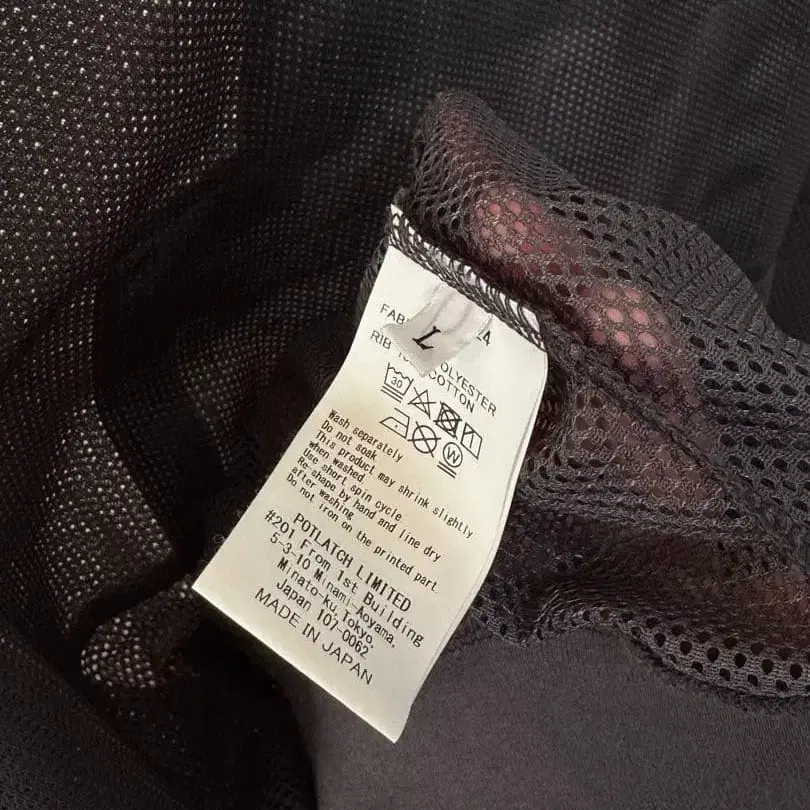 L
24
RIB
POLYESTER
COTTON
30
W
Wash separately
Do not soak
This product may shrink slightly
when washed
Use short spin cycle
Re-shape by hand and line dry
after washing
Do not iron on the printed part
POTLATCH LIMITED
#201 From 1st Building
5-3-10 Minami-Aoyama,
Minato-ku, Tokyo,
Japan 107-0062
MADE IN JAPAN